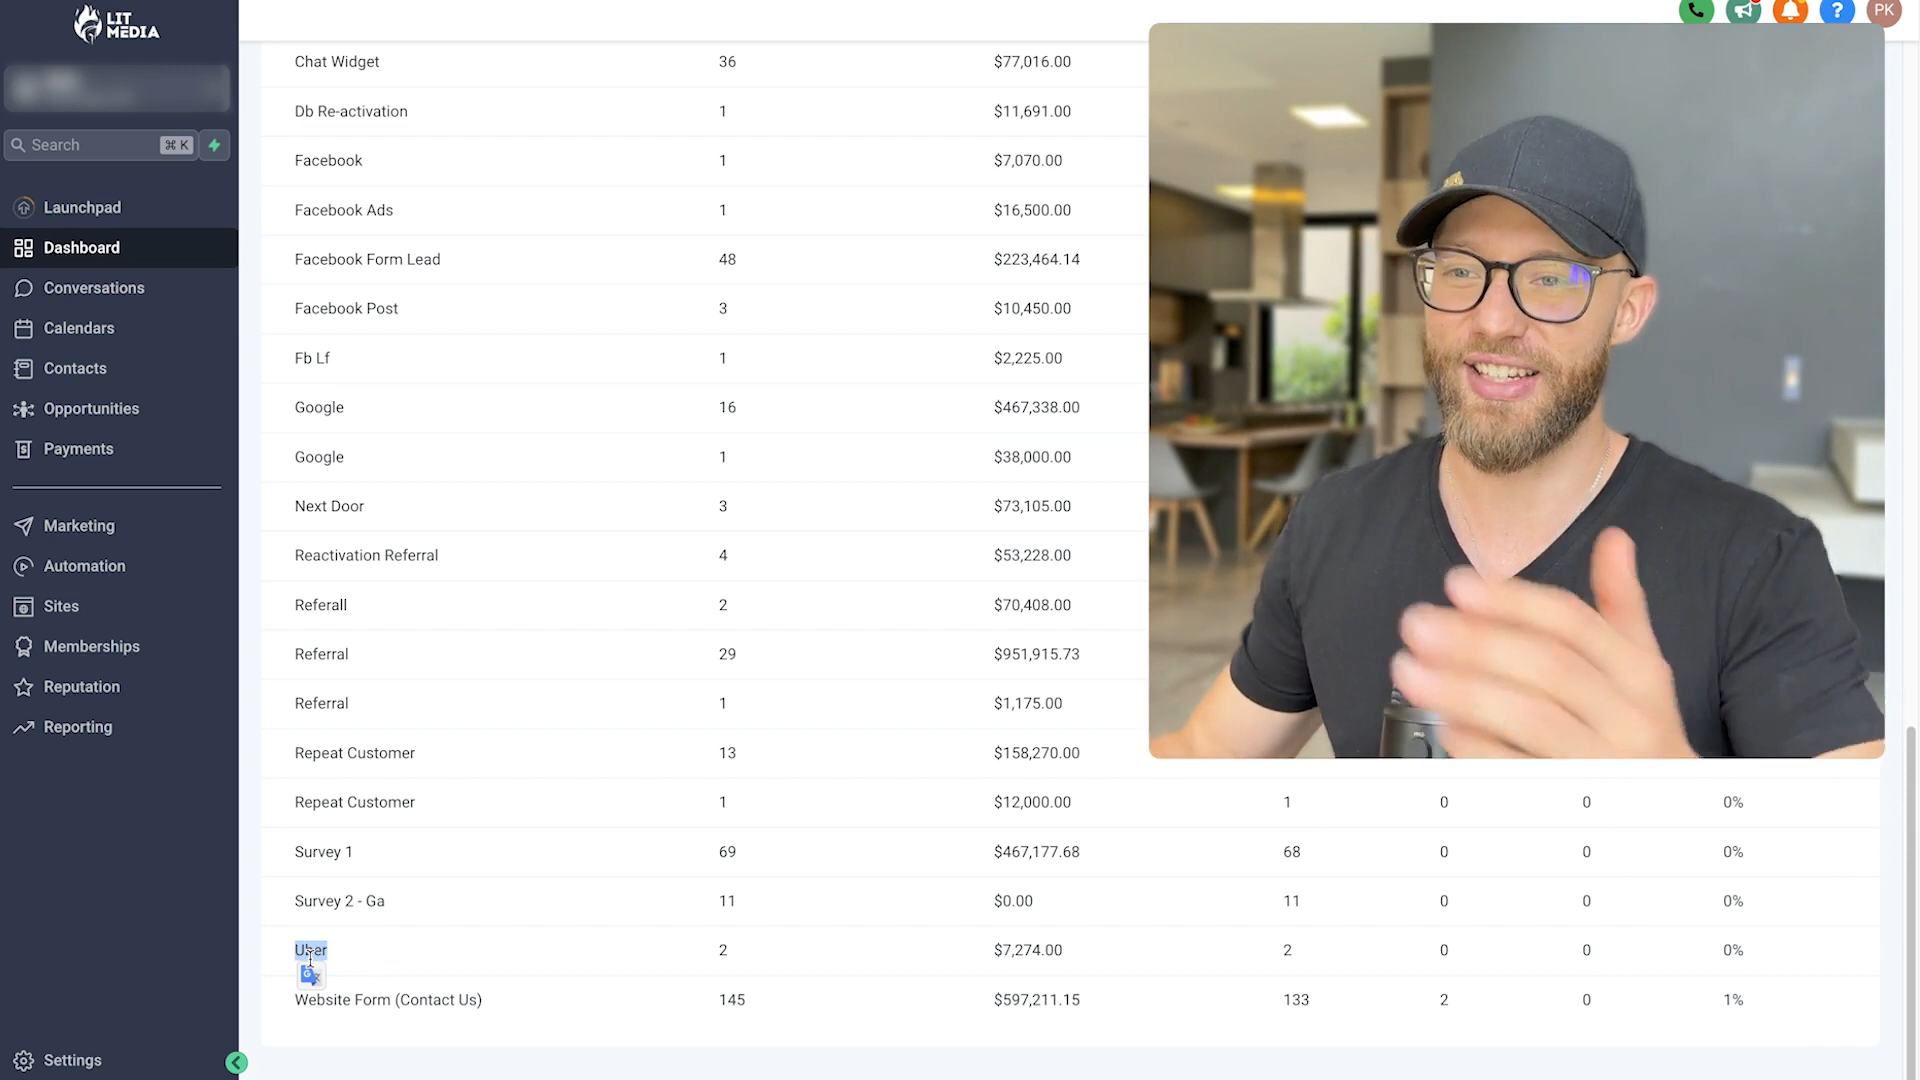 LIT
MEDIA
PK
Search ⌘ K
Launchpad
Dashboard
Conversations
Calendars
Contacts
Opportunities
Payments
Marketing
Automation
Sites
Memberships
Reputation
Reporting
Settings
Chat Widget 36 $77,016.00
Db Re-activation 1 $11,691.00
Facebook 1 $7,070.00
Facebook Ads 1 $16,500.00
Facebook Form Lead 48 $223,464.14
Facebook Post 3 $10,450.00
Fb Lf 1 $2,225.00
Google 16 $467,338.00
Google 1 $38,000.00
Next Door 3 $73,105.00
Reactivation Referral 4 $53,228.00
Referall 2 $70,408.00
Referral 29 $951,915.73
Referral 1 $1,175.00
Repeat Customer 13 $158,270.00
Repeat Customer 1 $12,000.00 1 0 0 0%
Survey 1 69 $467,177.68 68 0 0 0%
Survey 2 - Ga 11 $0.00 11 0 0 0%
Uber 2 $7,274.00 2 0 0 0%
Website Form (Contact Us) 145 $597,211.15 133 2 0 1%